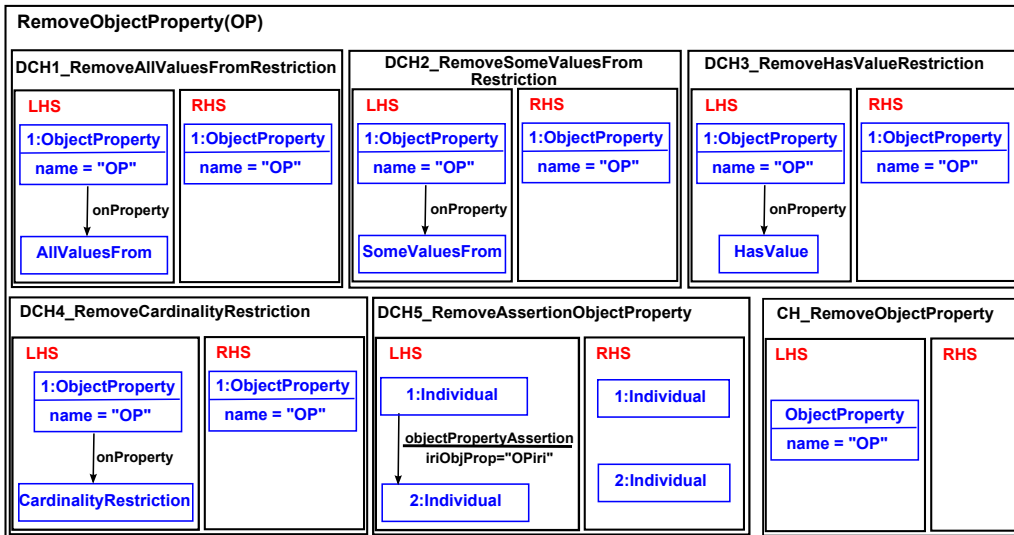 RemoveObjectProperty(OP)
DCH1_RemoveAllValuesFromRestriction
LHS
1:ObjectProperty
name = "OP"
onProperty
AllValuesFrom
RHS
1:ObjectProperty
name = "OP"
DCH2_RemoveSomeValuesFrom
Restriction
LHS
1:ObjectProperty
name = "OP"
onProperty
SomeValuesFrom
RHS
1:ObjectProperty
name = "OP"
DCH3_RemoveHasValueRestriction
LHS
1:ObjectProperty
name = "OP"
onProperty
HasValue
RHS
1:ObjectProperty
name = "OP"
DCH4_RemoveCardinalityRestriction
LHS
1:ObjectProperty
name = "OP"
onProperty
CardinalityRestriction
RHS
1:ObjectProperty
name = "OP"
DCH5_RemoveAssertionObjectProperty
LHS
1:Individual
objectPropertyAssertion
iriObjProp="OPiri"
2:Individual
RHS
1:Individual
2:Individual
CH_RemoveObjectProperty
LHS
ObjectProperty
name = "OP"
RHS